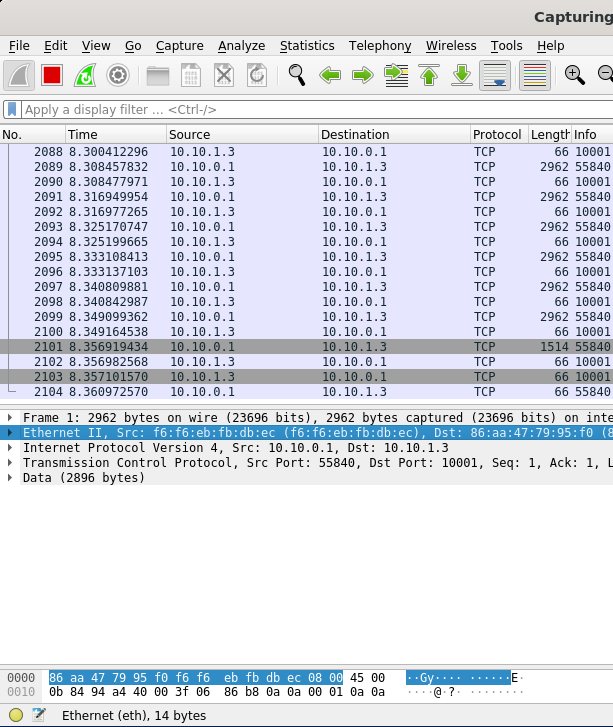 Capturing
File Edit View Go Capture Analyze Statistics Telephony Wireless Tools Help
Apply a display filter ... <Ctrl-/>
No. Time Source Destination Protocol Length Info
2088 8.300412296 10.10.1.3 10.10.0.1 TCP 66 10001
2089 8.308457832 10.10.0.1 10.10.1.3 TCP 2962 55840
2090 8.308477971 10.10.1.3 10.10.0.1 TCP 66 10001
2091 8.316949954 10.10.0.1 10.10.1.3 TCP 2962 55840
2092 8.316977265 10.10.1.3 10.10.0.1 TCP 66 10001
2093 8.325170747 10.10.0.1 10.10.1.3 TCP 2962 55840
2094 8.325199665 10.10.1.3 10.10.0.1 TCP 66 10001
2095 8.333108413 10.10.0.1 10.10.1.3 TCP 2962 55840
2096 8.333137103 10.10.1.3 10.10.0.1 TCP 66 10001
2097 8.340809881 10.10.0.1 10.10.1.3 TCP 2962 55840
2098 8.340842987 10.10.1.3 10.10.0.1 TCP 66 10001
2099 8.349099362 10.10.0.1 10.10.1.3 TCP 2962 55840
2100 8.349164538 10.10.1.3 10.10.0.1 TCP 66 10001
2101 8.356919434 10.10.0.1 10.10.1.3 TCP 1514 55840
2102 8.356982568 10.10.1.3 10.10.0.1 TCP 66 10001
2103 8.357101570 10.10.1.3 10.10.0.1 TCP 66 10001
2104 8.360972570 10.10.0.1 10.10.1.3 TCP 66 55840
Frame 1: 2962 bytes on wire (23696 bits), 2962 bytes captured (23696 bits) on inte
Ethernet II, Src: f6:f6:eb:fb:db:ec (f6:f6:eb:fb:db:ec), Dst: 86:aa:47:79:95:f0 (8
Internet Protocol Version 4, Src: 10.10.0.1, Dst: 10.10.1.3
Transmission Control Protocol, Src Port: 55840, Dst Port: 10001, Seq: 1, Ack: 1, L
Data (2896 bytes)
0000 86 aa 47 79 95 f0 f6 f6 eb fb db ec 08 00 45 00 ··Gy···· ······E·
0010 0b 84 94 a4 40 00 3f 06 86 b8 0a 0a 00 01 0a 0a ····@·?· ········
Ethernet (eth), 14 bytes